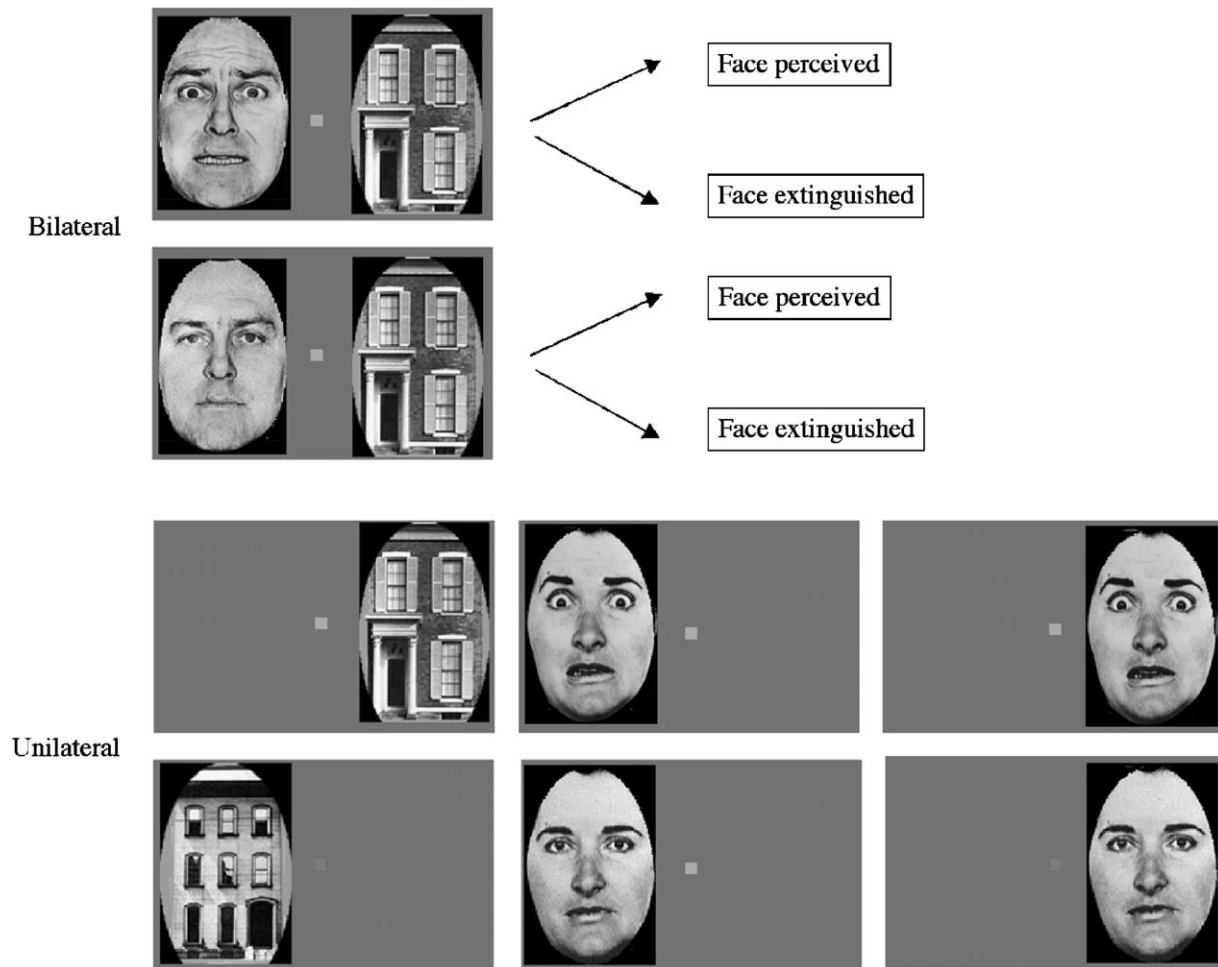 Face perceived
Face extinguished
Bilateral
Face perceived
Face extinguished
Unilateral